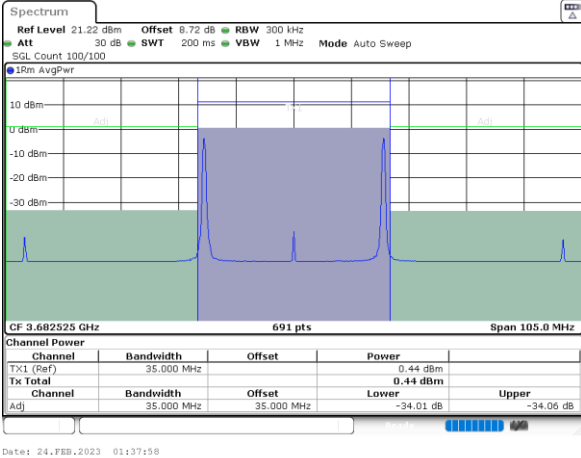 Spectrum
Ref Level 21.22 dBm Offset 8.72 dB RBW 300 kHz
Att 30 dB SWT 200 ms VBW 1 MHz Mode Auto Sweep
SGL Count 100/100
1Rm AvgPwr
10 dBm
Tx1
Adj Adj
0 dBm
-10 dBm
-20 dBm
-30 dBm
CF 3.682525 GHz 691 pts Span 105.0 MHz
Channel Power
Channel Bandwidth Offset Power
TX1 (Ref) 35.000 MHz 0.44 dBm
Tx Total 0.44 dBm
Channel Bandwidth Offset Lower Upper
Adj 35.000 MHz 35.000 MHz -34.01 dB -34.06 dB
Ready
Date: 24.FEB.2023 01:37:58